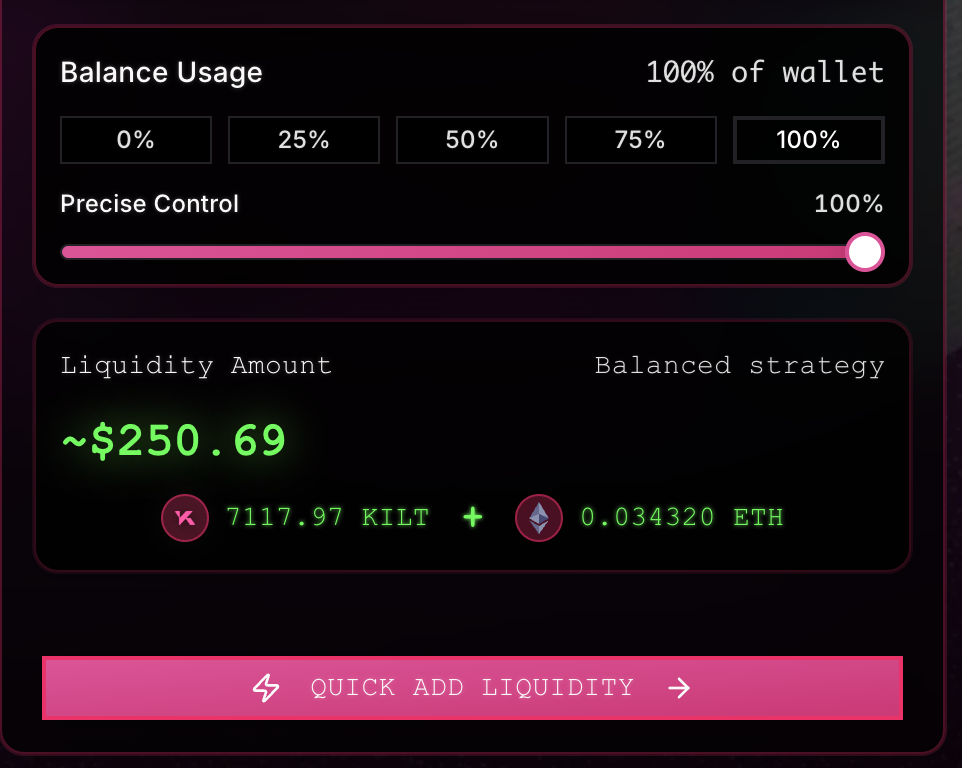 Balance Usage 100% of wallet
0% 25% 50% 75% 100%
Precise Control 100%
Liquidity Amount Balanced strategy
~$250.69
7117.97 KILT + 0.034320 ETH
QUICK ADD LIQUIDITY →